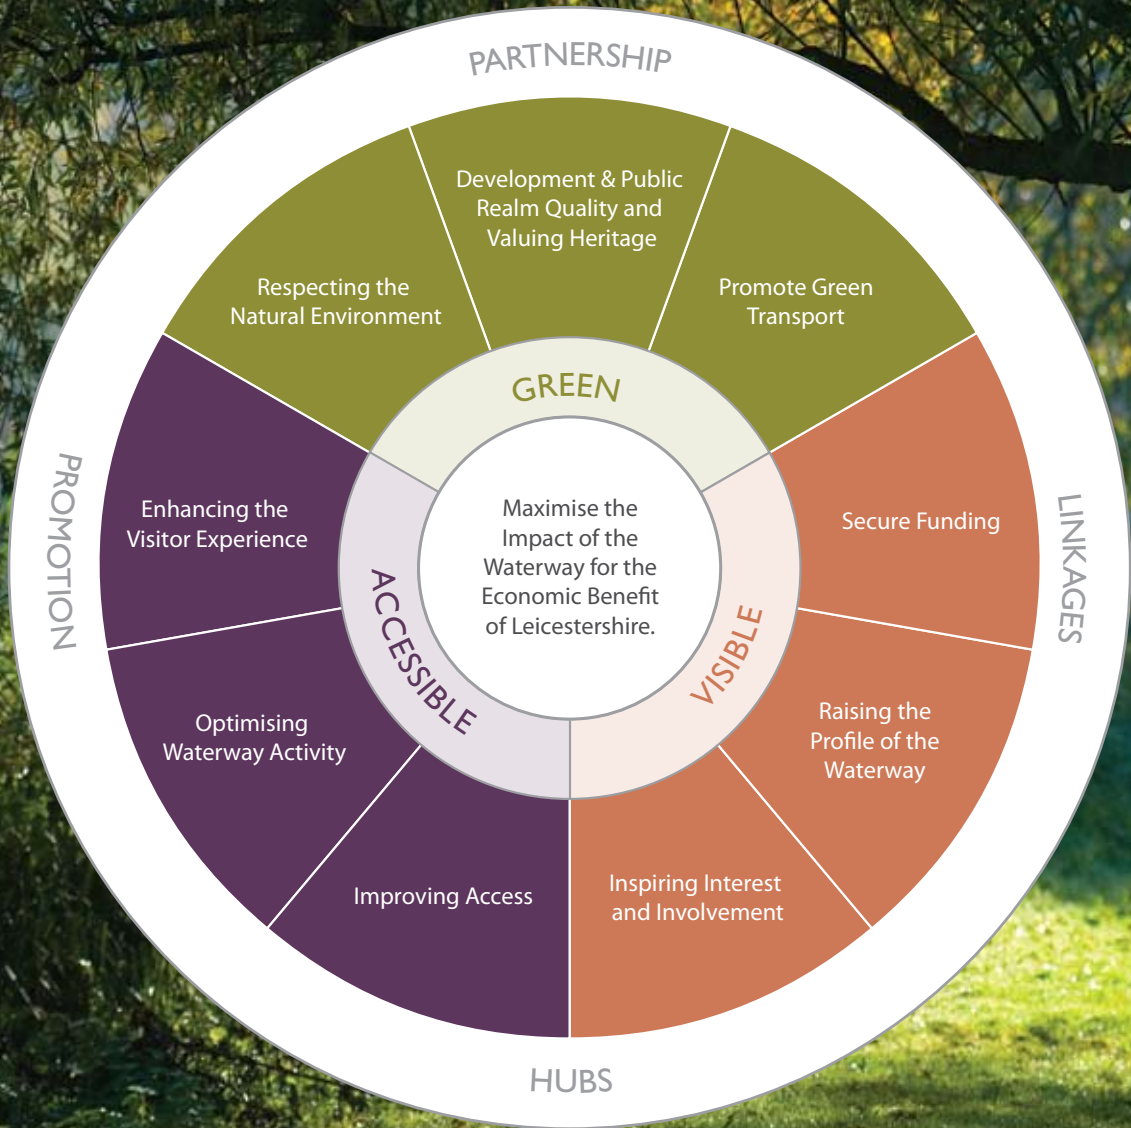 PARTNERSHIP
Development & Public
Realm Quality and
Valuing Heritage
Respecting the
Natural Environment
Promote Green
Transport
GREEN
Enhancing the
Visitor Experience
Maximise the
Impact of the
Waterway for the
Economic Benefit
of Leicestershire.
Secure Funding
PROMOTION
LINKAGES
ACCESSIBLE
VISIBLE
Optimising
Waterway Activity
Raising the
Profile of the
Waterway
Improving Access
Inspiring Interest
and Involvement
HUBS